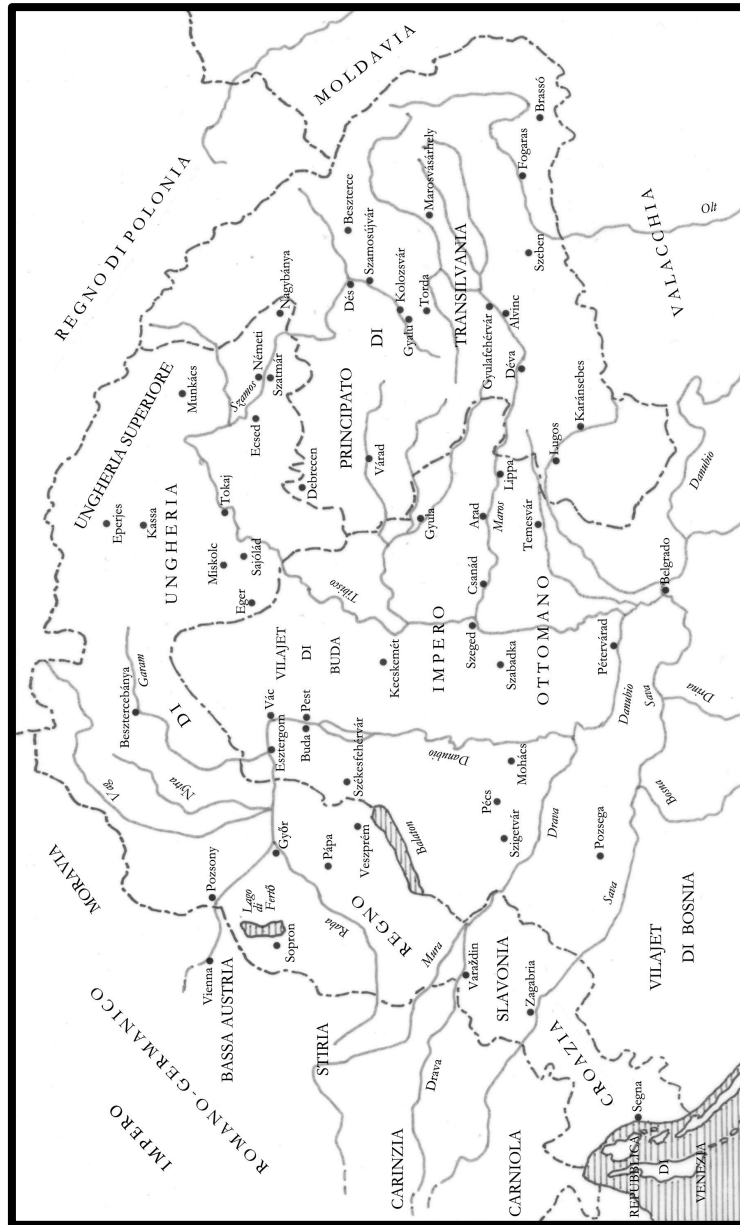 IMPERO
ROMANO-GERMANICO
MORAVIA
REGNO DI POLONIA
MOLDAVIA
BASSA AUSTRIA
STIRIA
CARINZIA
CARNIOLA
REPUBBLICA
DI
VENEZIA
CROAZIA
SLAVONIA
VILAJET
DI BOSNIA
VALACCHIA
REGNO
DI
UNGHERIA
UNGHERIA SUPERIORE
VILAJET
DI
BUDA
IMPERO
OTTOMANO
PRINCIPATO
DI
TRANSILVANIA
Vienna
Pozsony
Lago
di
Fertő
Sopron
Győr
Pápa
Veszprém
Balaton
Raba
Mura
Drava
Varaždin
Zagabria
Segna
Vág
Nytra
Garam
Besztercebánya
Esztergom
Vác
Buda
Pest
Székesfehérvár
Danubio
Kecskemét
Mohács
Pécs
Szigetvár
Drava
Pozsega
Sava
Bosna
Drina
Sava
Danubio
Pétervárad
Belgrado
Danubio
Szabadka
Szeged
Csanád
Arad
Maros
Lippa
Temesvár
Lugos
Karánsebes
Tibisco
Gyula
Eger
Miskolc
Sajólád
Tokaj
Kassa
Eperjes
Munkács
Szamos
Ecsed
Németi
Szatmár
Nagybánya
Debrecen
Várad
Dés
Szamosújvár
Beszterce
Kolozsvár
Gyalu
Torda
Marosvásárhely
Gyulafehérvár
Alvinc
Déva
Szeben
Fogaras
Brassó
Olt